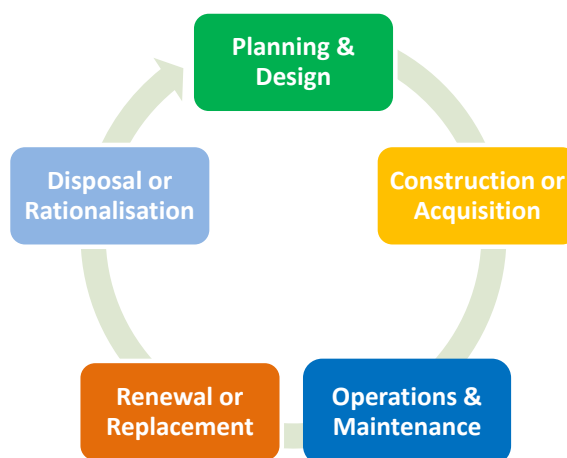 Planning &
Design
Construction or
Acquisition
Operations &
Maintenance
Renewal or
Replacement
Disposal or
Rationalisation